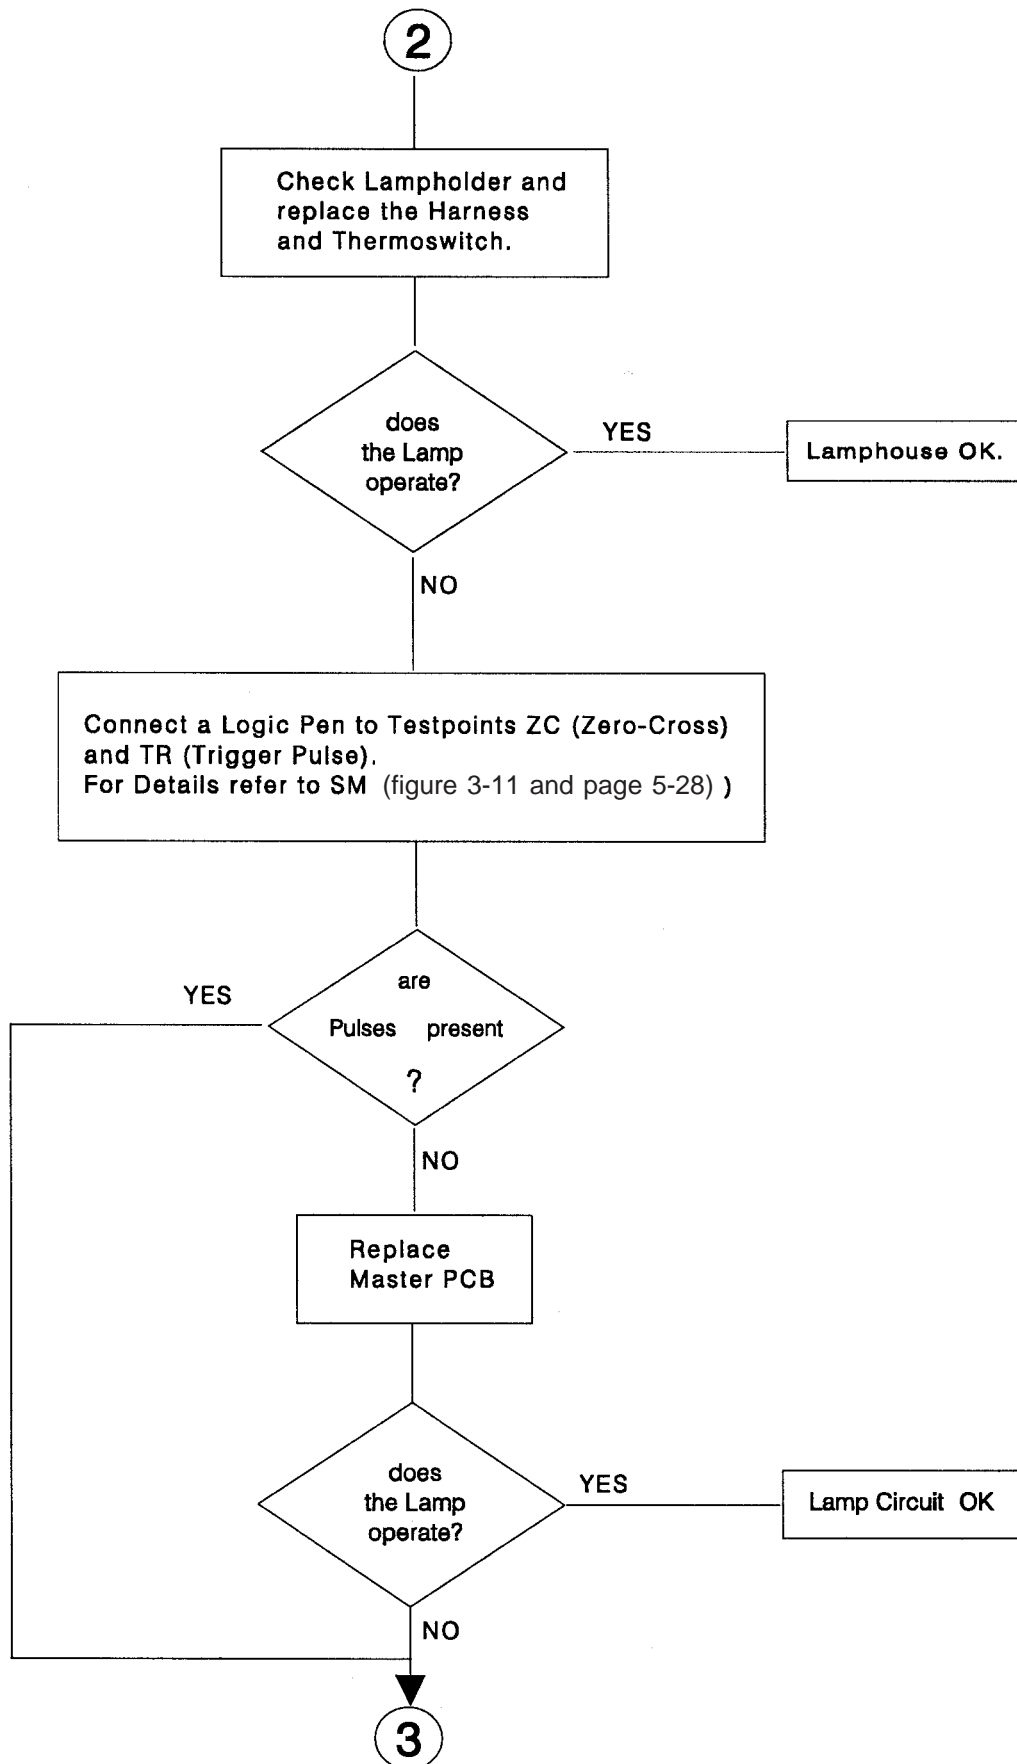 2
Check Lampholder and
replace the Harness
and Thermoswitch.
does
the Lamp
operate?
YES
Lamphouse OK.
NO
Connect a Logic Pen to Testpoints ZC (Zero-Cross)
and TR (Trigger Pulse).
For Details refer to SM (figure 3-11 and page 5-28) )
are
Pulses present
?
YES
NO
Replace
Master PCB
does
the Lamp
operate?
YES
Lamp Circuit OK
NO
3